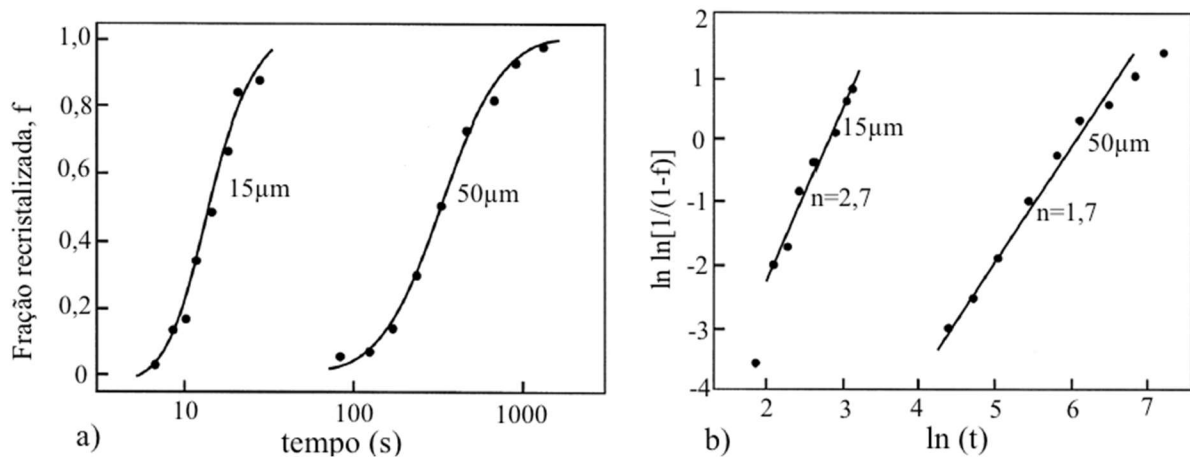 Fração recristalizada, f
1,0
0,8
0,6
0,4
0,2
0
15μm
50μm
10
100
1000
tempo (s)
a)
ln ln[1/(1-f)]
2
1
0
-1
-2
-3
-4
15μm
n=2,7
50μm
n=1,7
2
3
4
5
6
7
ln (t)
b)